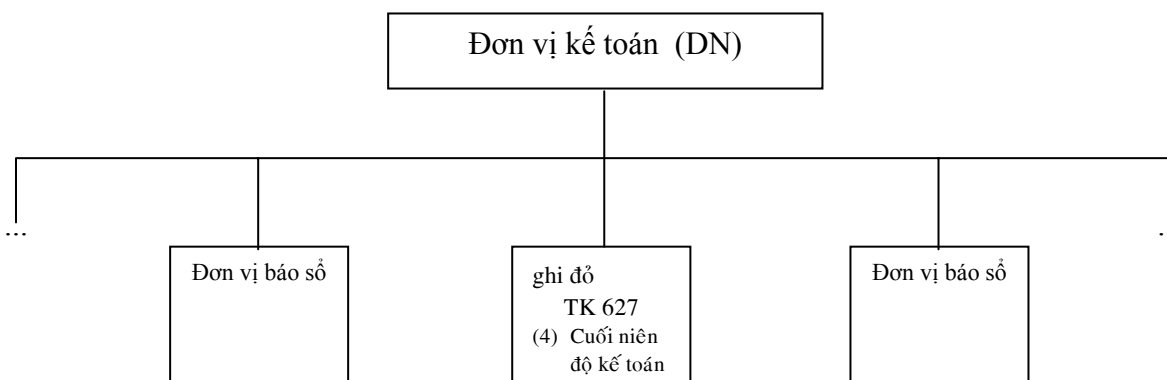 Đơn vị kế toán (DN)
...
.
Đơn vị báo sổ
ghi đỏ
TK 627
(4) Cuối niên
độ kế toán
Đơn vị báo sổ